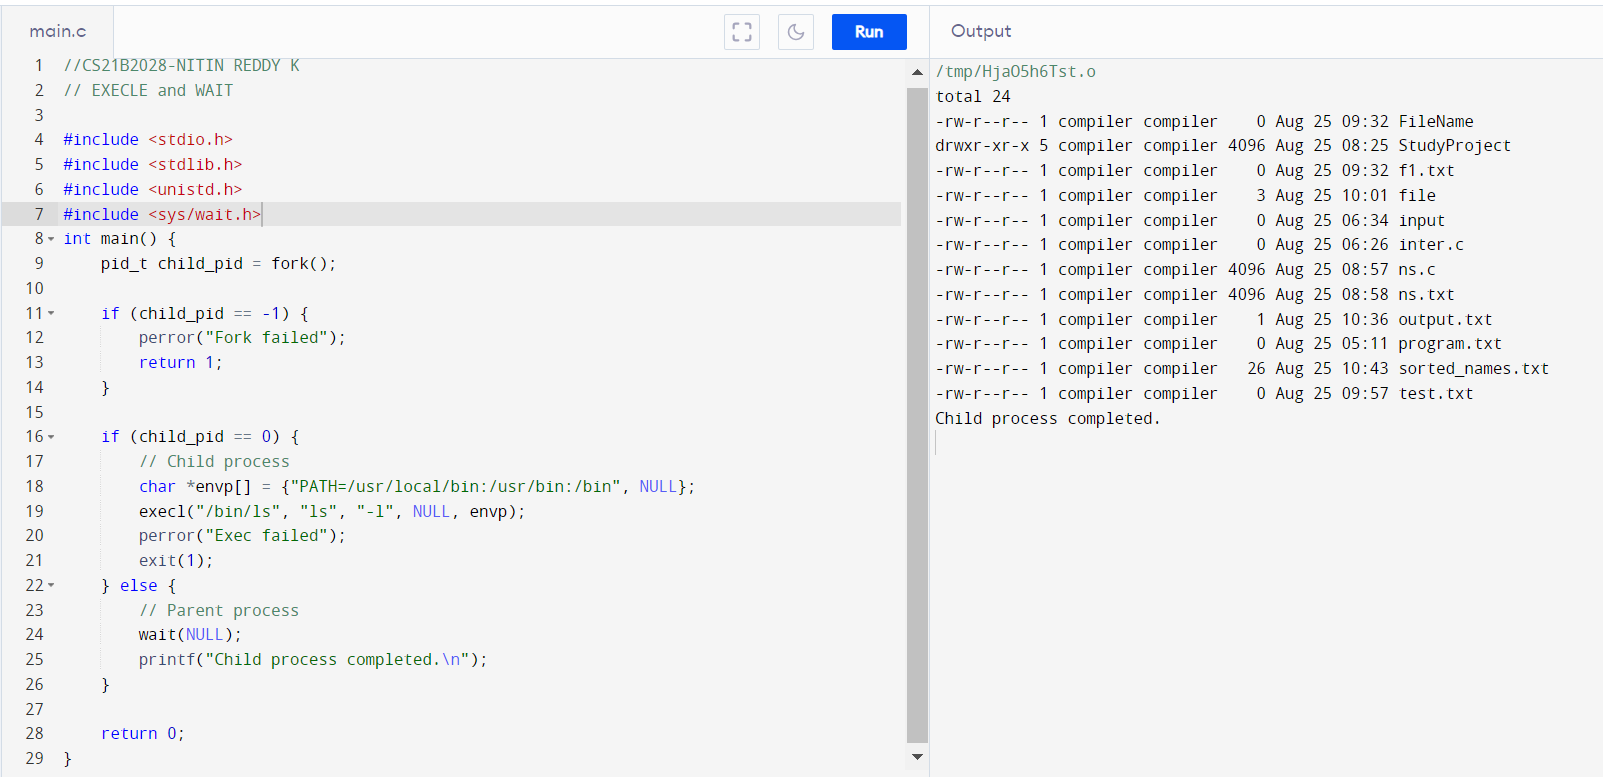 main.c
Run
Output
1 //CS21B2028-NITIN REDDY K
2 // EXECLE and WAIT
3
4 #include <stdio.h>
5 #include <stdlib.h>
6 #include <unistd.h>
7 #include <sys/wait.h>
8 int main() {
9     pid_t child_pid = fork();
10
11     if (child_pid == -1) {
12         perror("Fork failed");
13         return 1;
14     }
15
16     if (child_pid == 0) {
17         // Child process
18         char *envp[] = {"PATH=/usr/local/bin:/usr/bin:/bin", NULL};
19         execl("/bin/ls", "ls", "-l", NULL, envp);
20         perror("Exec failed");
21         exit(1);
22     } else {
23         // Parent process
24         wait(NULL);
25         printf("Child process completed.\n");
26     }
27
28     return 0;
29 }
/tmp/HjaO5h6Tst.o
total 24
-rw-r--r-- 1 compiler compiler    0 Aug 25 09:32 FileName
drwxr-xr-x 5 compiler compiler 4096 Aug 25 08:25 StudyProject
-rw-r--r-- 1 compiler compiler    0 Aug 25 09:32 f1.txt
-rw-r--r-- 1 compiler compiler    3 Aug 25 10:01 file
-rw-r--r-- 1 compiler compiler    0 Aug 25 06:34 input
-rw-r--r-- 1 compiler compiler    0 Aug 25 06:26 inter.c
-rw-r--r-- 1 compiler compiler 4096 Aug 25 08:57 ns.c
-rw-r--r-- 1 compiler compiler 4096 Aug 25 08:58 ns.txt
-rw-r--r-- 1 compiler compiler    1 Aug 25 10:36 output.txt
-rw-r--r-- 1 compiler compiler    0 Aug 25 05:11 program.txt
-rw-r--r-- 1 compiler compiler   26 Aug 25 10:43 sorted_names.txt
-rw-r--r-- 1 compiler compiler    0 Aug 25 09:57 test.txt
Child process completed.